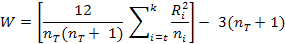 W = [ 12 / n_T(n_T + 1) ∑_{i=t}^{k} R_i^2 / n_i ] − 3(n_T + 1)